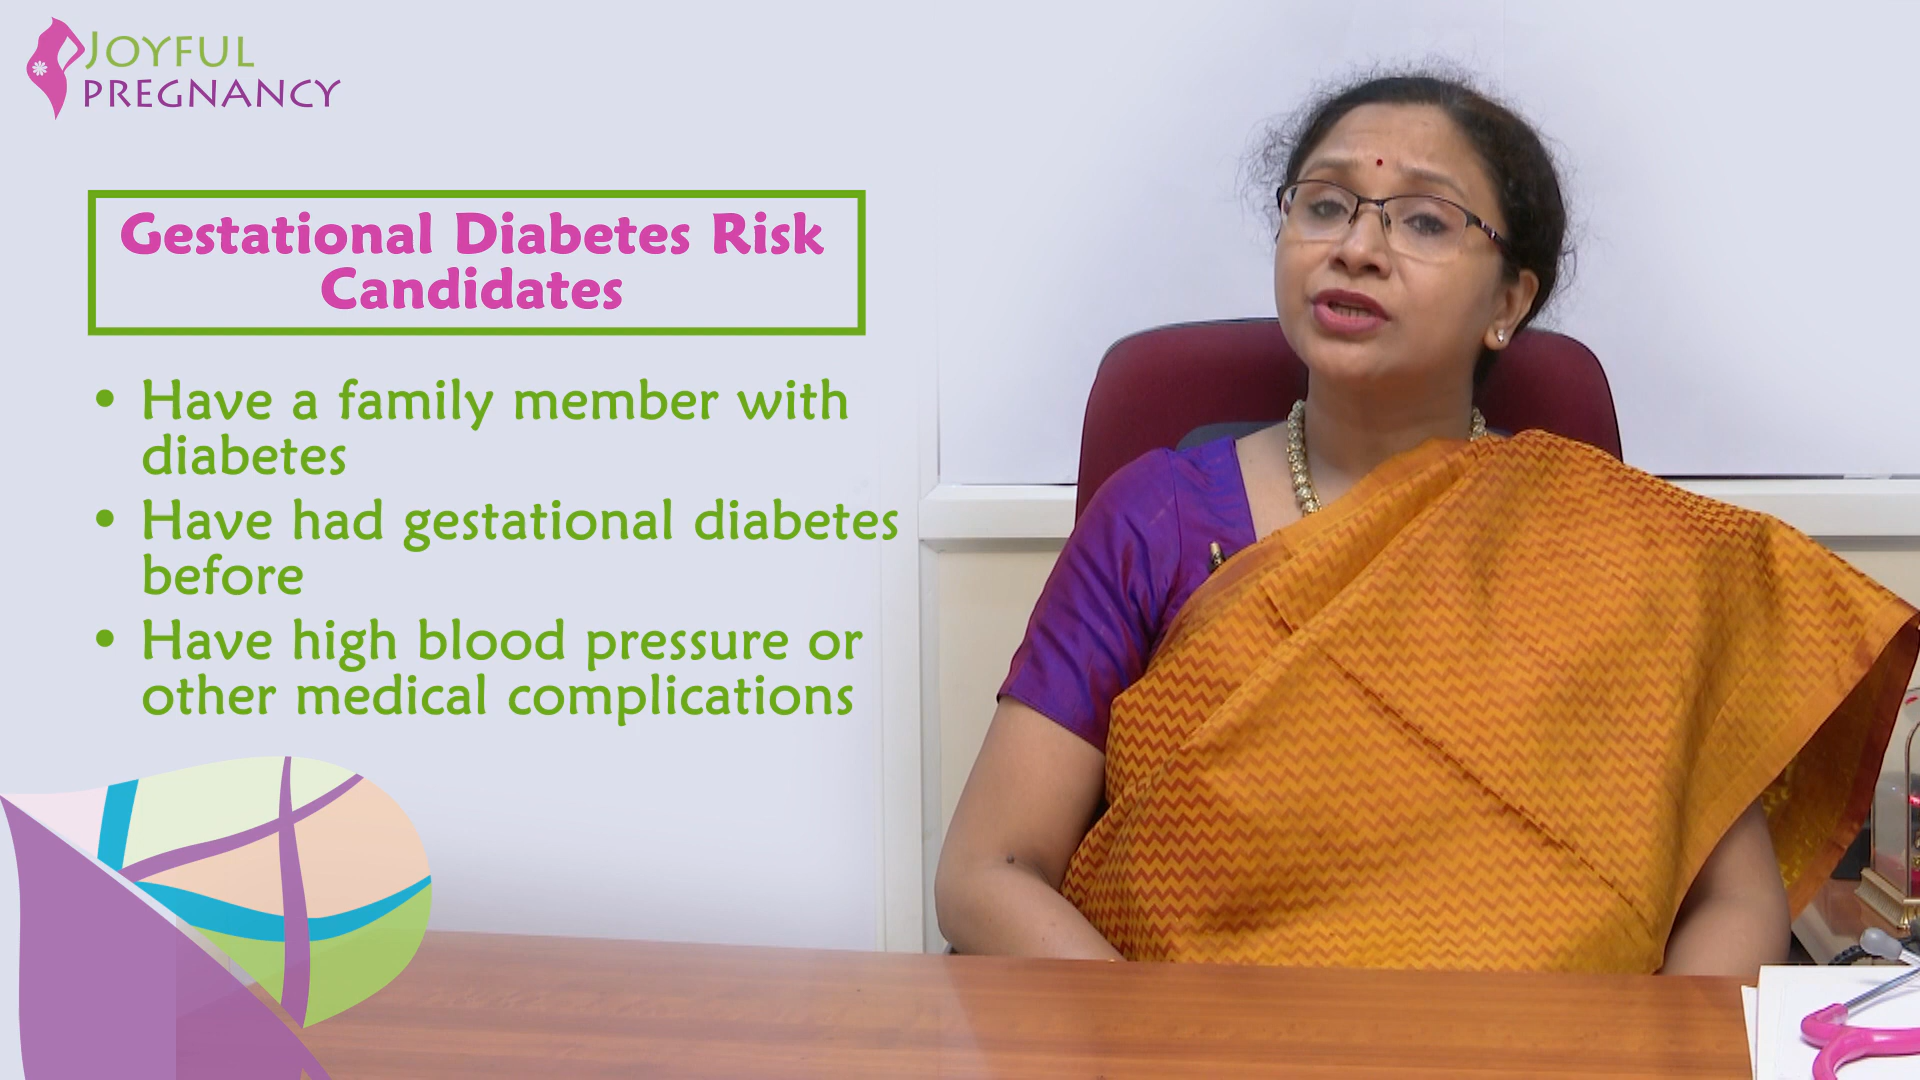 JOYFUL
PREGNANCY
Gestational Diabetes Risk
Candidates
• Have a family member with
diabetes
• Have had gestational diabetes
before
• Have high blood pressure or
other medical complications